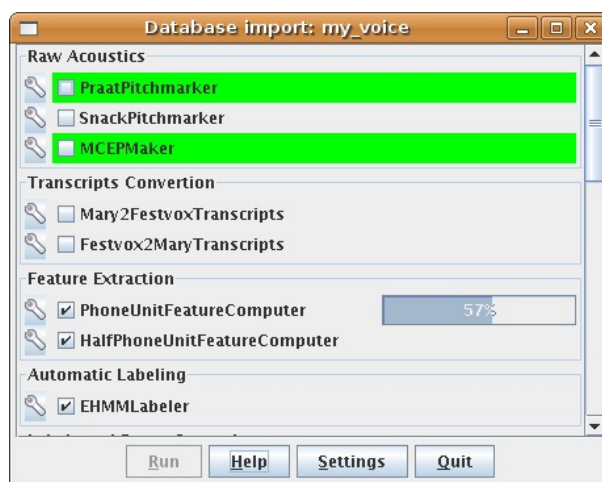 Database import: my_voice
Raw Acoustics
PraatPitchmarker
SnackPitchmarker
MCEPMaker
Transcripts Convertion
Mary2FestvoxTranscripts
Festvox2MaryTranscripts
Feature Extraction
PhoneUnitFeatureComputer 57%
HalfPhoneUnitFeatureComputer
Automatic Labeling
EHMMLabeler
Run Help Settings Quit